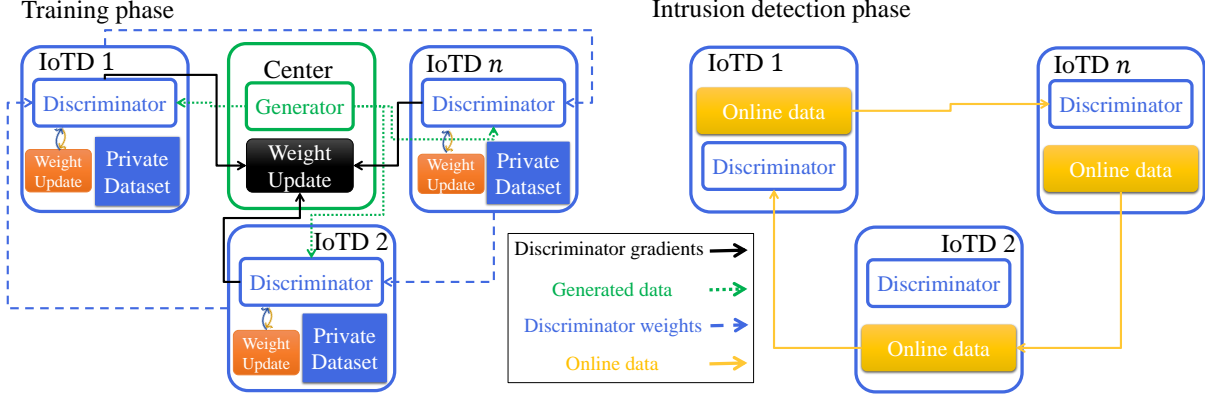 Training phase
IoTD 1
Discriminator
Weight
Update
Private
Dataset
Center
Generator
Weight
Update
IoTD n
Discriminator
Weight
Update
Private
Dataset
IoTD 2
Discriminator
Weight
Update
Private
Dataset
Discriminator gradients
Generated data
Discriminator weights
Online data
Intrusion detection phase
IoTD 1
Online data
Discriminator
IoTD n
Discriminator
Online data
IoTD 2
Discriminator
Online data